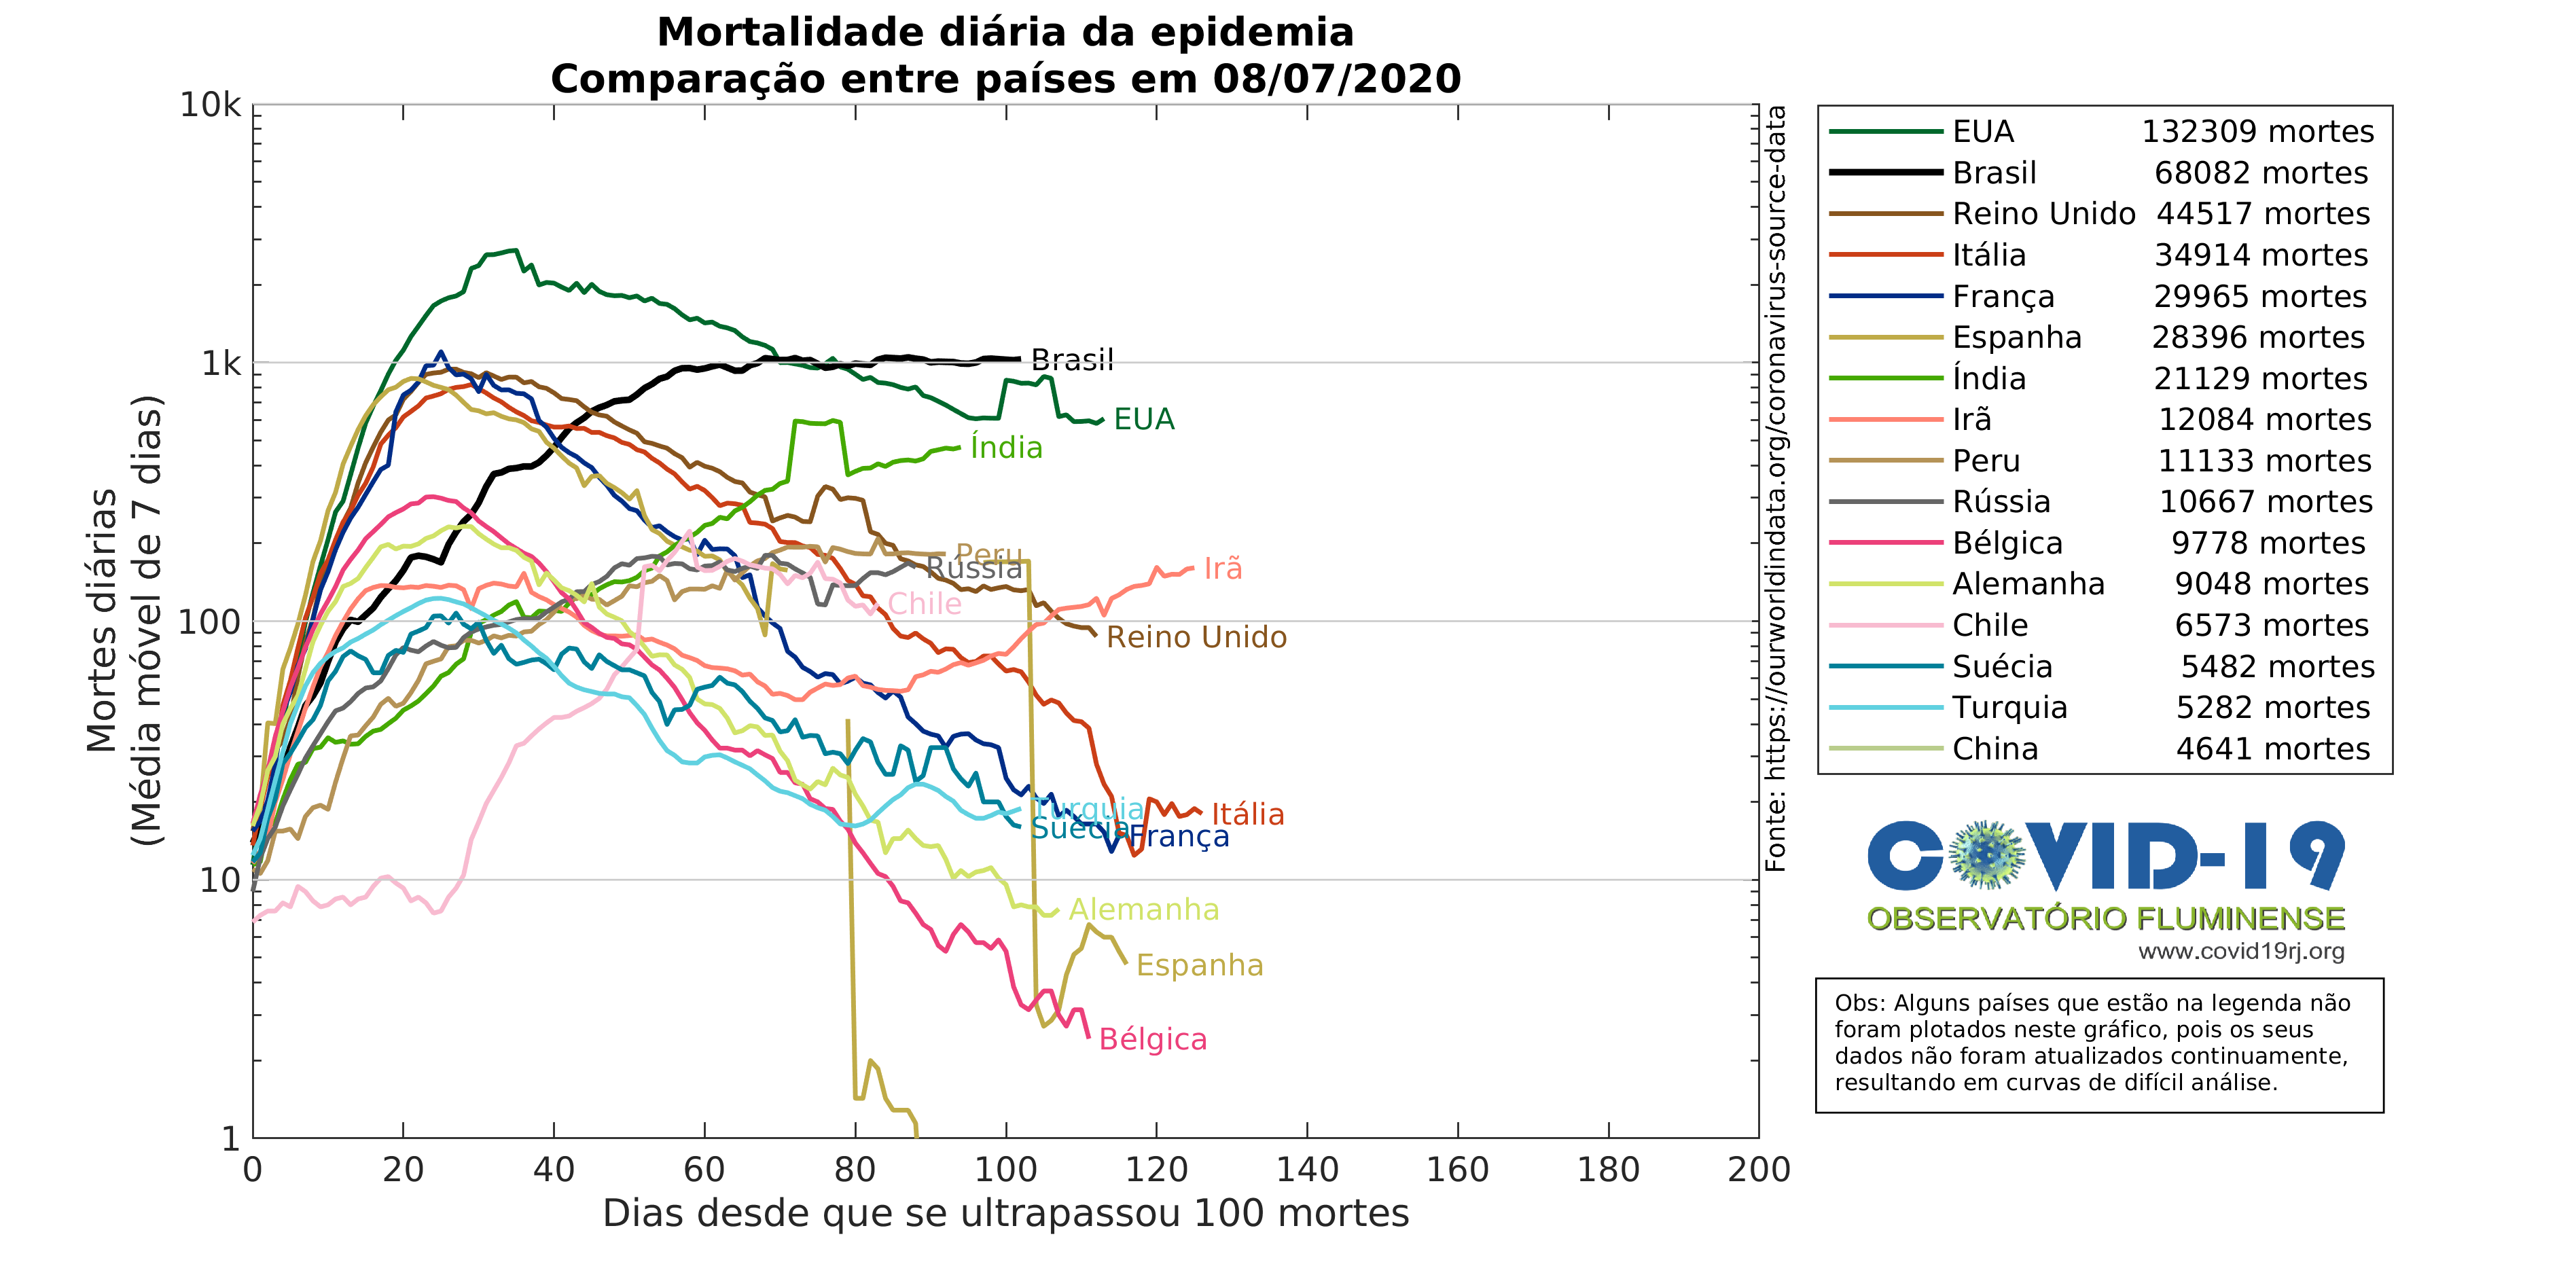 Mortalidade diária da epidemia
Comparação entre países em 08/07/2020
Mortes diárias
(Média móvel de 7 dias)
10k
1k
100
10
1
0 20 40 60 80 100 120 140 160 180 200
Dias desde que se ultrapassou 100 mortes
Brasil
EUA
Índia
Peru
Rússia
Irã
Chile
Reino Unido
Turquia
Suécia
França
Itália
Alemanha
Espanha
Bélgica
Fonte: https://ourworldindata.org/coronavirus-source-data
EUA 132309 mortes
Brasil 68082 mortes
Reino Unido 44517 mortes
Itália 34914 mortes
França 29965 mortes
Espanha 28396 mortes
Índia 21129 mortes
Irã 12084 mortes
Peru 11133 mortes
Rússia 10667 mortes
Bélgica 9778 mortes
Alemanha 9048 mortes
Chile 6573 mortes
Suécia 5482 mortes
Turquia 5282 mortes
China 4641 mortes
COVID-19
OBSERVATÓRIO FLUMINENSE
www.covid19rj.org
Obs: Alguns países que estão na legenda não
foram plotados neste gráfico, pois os seus
dados não foram atualizados continuamente,
resultando em curvas de difícil análise.